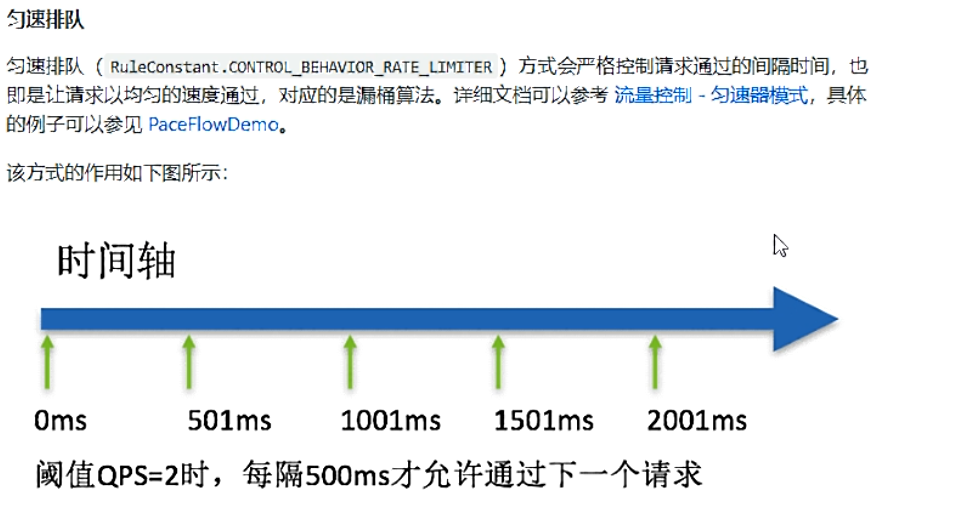 匀速排队
匀速排队（RuleConstant.CONTROL_BEHAVIOR_RATE_LIMITER）方式会严格控制请求通过的间隔时间，也
即是让请求以均匀的速度通过，对应的是漏桶算法。详细文档可以参考 流量控制 - 匀速器模式，具体
的例子可以参见 PaceFlowDemo。
该方式的作用如下图所示：
时间轴
0ms 501ms 1001ms 1501ms 2001ms
阈值QPS=2时，每隔500ms才允许通过下一个请求